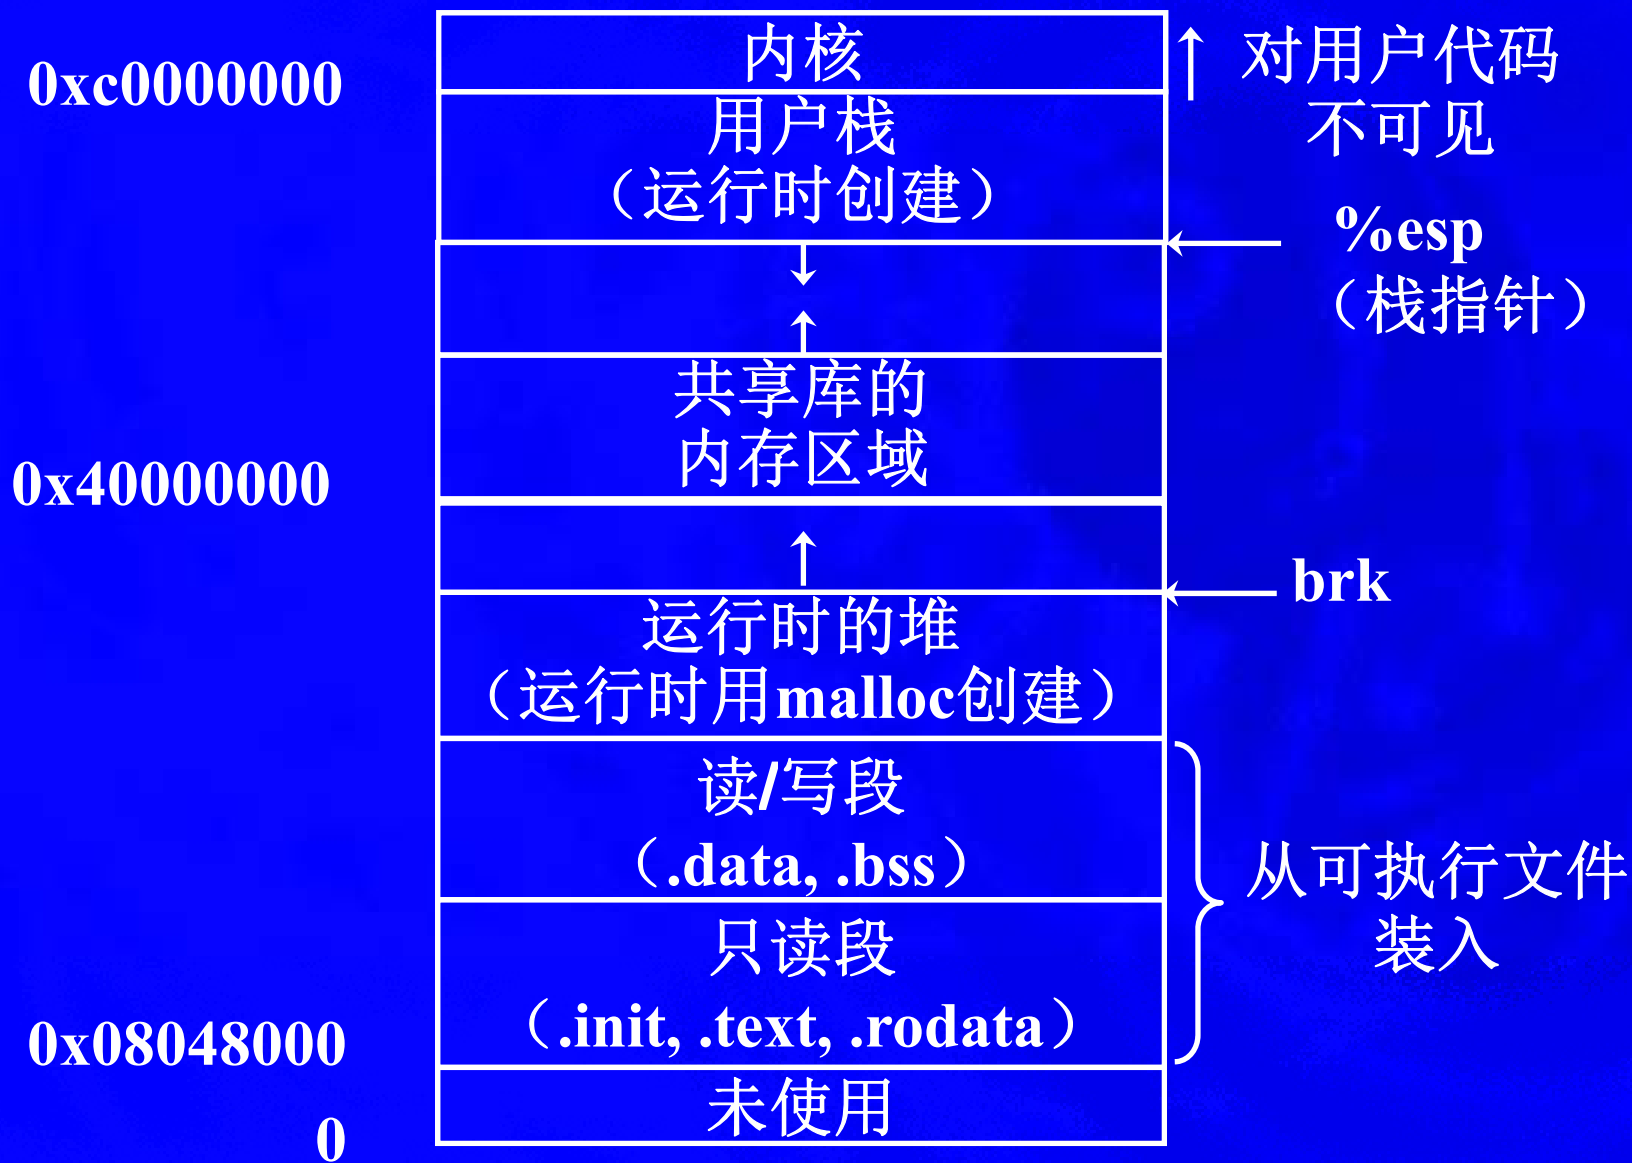 内核
对用户代码
不可见
0xc0000000
用户栈
（运行时创建）
%esp
（栈指针）
共享库的
内存区域
0x40000000
brk
运行时的堆
（运行时用malloc创建）
读/写段
（.data, .bss）
从可执行文件
装入
只读段
（.init, .text, .rodata）
0x08048000
未使用
0